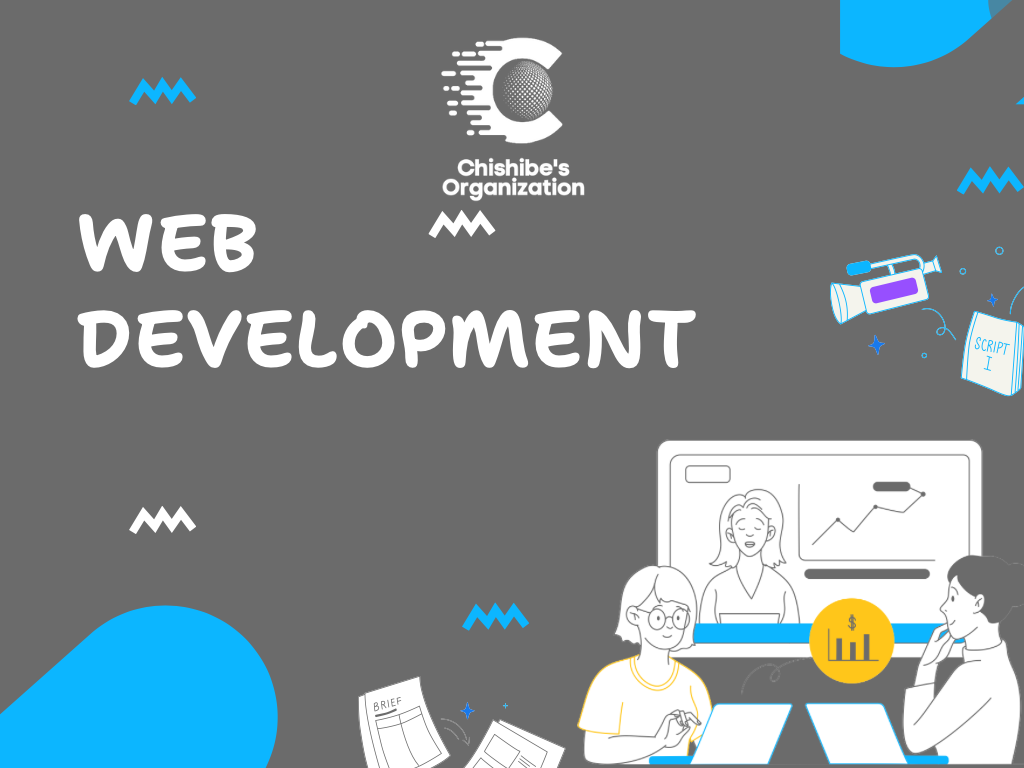 Chishibe's
Organization
WEB
DEVELOPMENT
SCRIPT
I
$
BRIEF